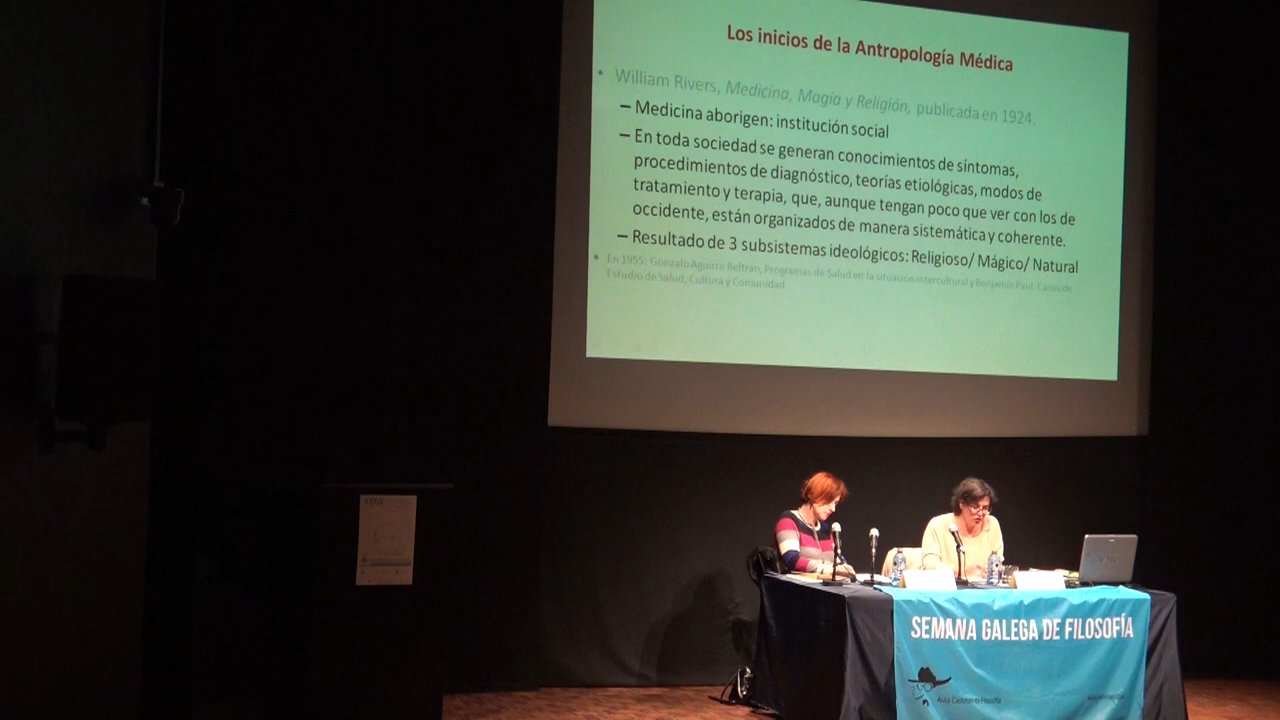 Los inicios de la Antropología Médica
• William Rivers, Medicina, Magia y Religión, publicada en 1924.
– Medicina aborigen: institución social
– En toda sociedad se generan conocimientos de síntomas,
procedimientos de diagnóstico, teorías etiológicas, modos de
tratamiento y terapia, que, aunque tengan poco que ver con los de
occidente, están organizados de manera sistemática y coherente.
– Resultado de 3 subsistemas ideológicos: Religioso/ Mágico/ Natural
• En 1955: Gonzalo Aguirre Beltrán, Programas de Salud en la situación intercultural y Benjamin Paul: Casos de
Estudio de Salud, Cultura y Comunidad.
SEMANA GALEGA DE FILOSOFÍA
Aula Castelao de Filosofía